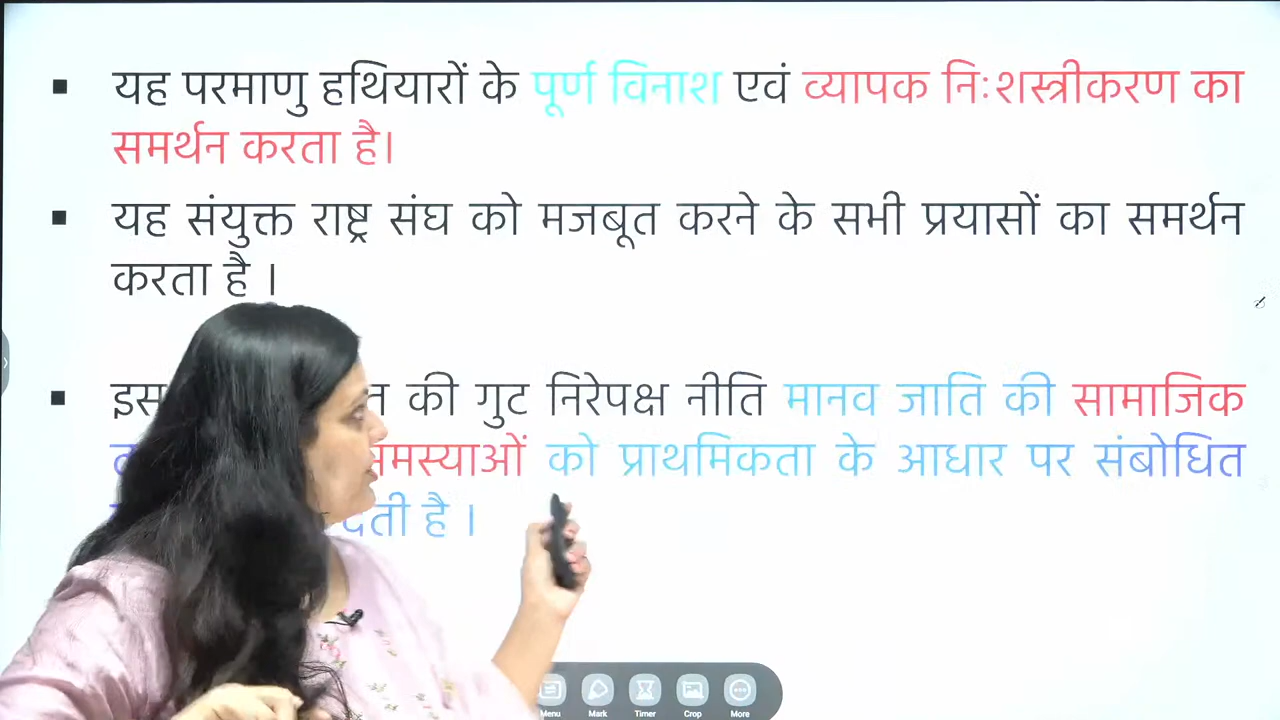 यह परमाणु हथियारों के पूर्ण विनाश एवं व्यापक निःशस्त्रीकरण का
समर्थन करता है।
यह संयुक्त राष्ट्र संघ को मजबूत करने के सभी प्रयासों का समर्थन
करता है ।
की गुट निरेपक्ष नीति मानव जाति की सामाजिक
समस्याओं को प्राथमिकता के आधार पर संबोधित
है ।
Menu Mark Timer Crop More